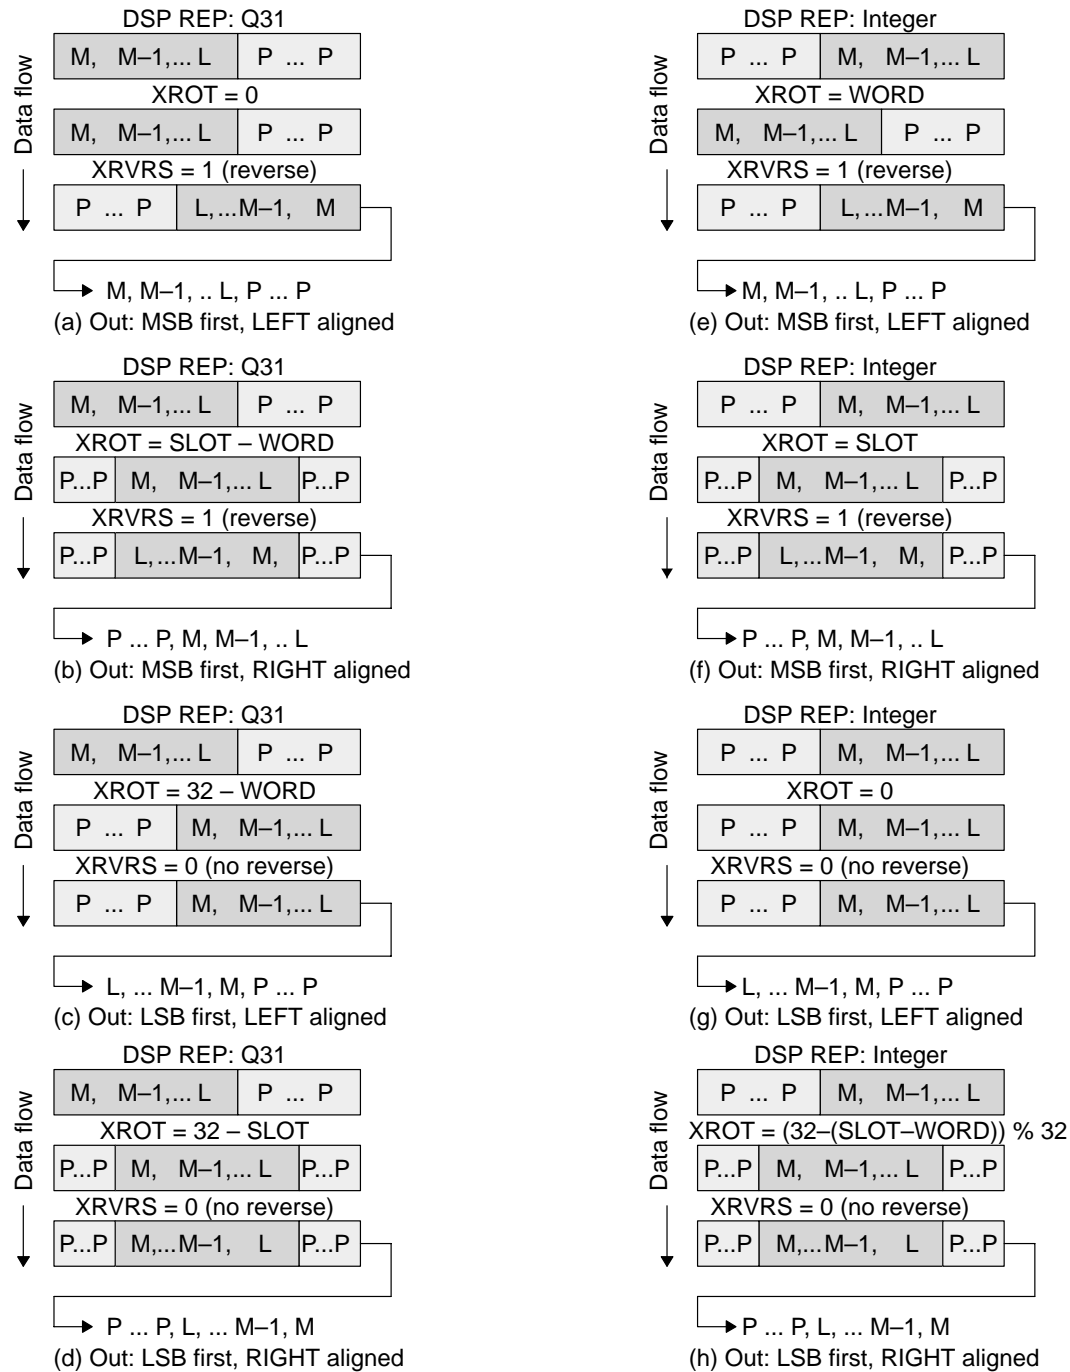 DSP REP: Q31
M, M–1,... L P ... P
XROT = 0
M, M–1,... L P ... P
XRVRS = 1 (reverse)
P ... P L,...M–1, M
Data flow
M, M–1, .. L, P ... P
(a) Out: MSB first, LEFT aligned
DSP REP: Integer
P ... P M, M–1,... L
XROT = WORD
M, M–1,... L P ... P
XRVRS = 1 (reverse)
P ... P L,...M–1, M
Data flow
M, M–1, .. L, P ... P
(e) Out: MSB first, LEFT aligned
DSP REP: Q31
M, M–1,... L P ... P
XROT = SLOT – WORD
P...P M, M–1,... L P...P
XRVRS = 1 (reverse)
P...P L,...M–1, M, P...P
Data flow
P ... P, M, M–1, .. L
(b) Out: MSB first, RIGHT aligned
DSP REP: Integer
P ... P M, M–1,... L
XROT = SLOT
P...P M, M–1,... L P...P
XRVRS = 1 (reverse)
P...P L,...M–1, M, P...P
Data flow
P ... P, M, M–1, .. L
(f) Out: MSB first, RIGHT aligned
DSP REP: Q31
M, M–1,... L P ... P
XROT = 32 – WORD
P ... P M, M–1,... L
XRVRS = 0 (no reverse)
P ... P M, M–1,... L
Data flow
L, ... M–1, M, P ... P
(c) Out: LSB first, LEFT aligned
DSP REP: Integer
P ... P M, M–1,... L
XROT = 0
P ... P M, M–1,... L
XRVRS = 0 (no reverse)
P ... P M, M–1,... L
Data flow
L, ... M–1, M, P ... P
(g) Out: LSB first, LEFT aligned
DSP REP: Q31
M, M–1,... L P ... P
XROT = 32 – SLOT
P...P M, M–1,... L P...P
XRVRS = 0 (no reverse)
P...P M,...M–1, L P...P
Data flow
P ... P, L, ... M–1, M
(d) Out: LSB first, RIGHT aligned
DSP REP: Integer
P ... P M, M–1,... L
XROT = (32–(SLOT–WORD)) % 32
P...P M, M–1,... L P...P
XRVRS = 0 (no reverse)
P...P M,...M–1, L P...P
Data flow
P ... P, L, ... M–1, M
(h) Out: LSB first, RIGHT aligned